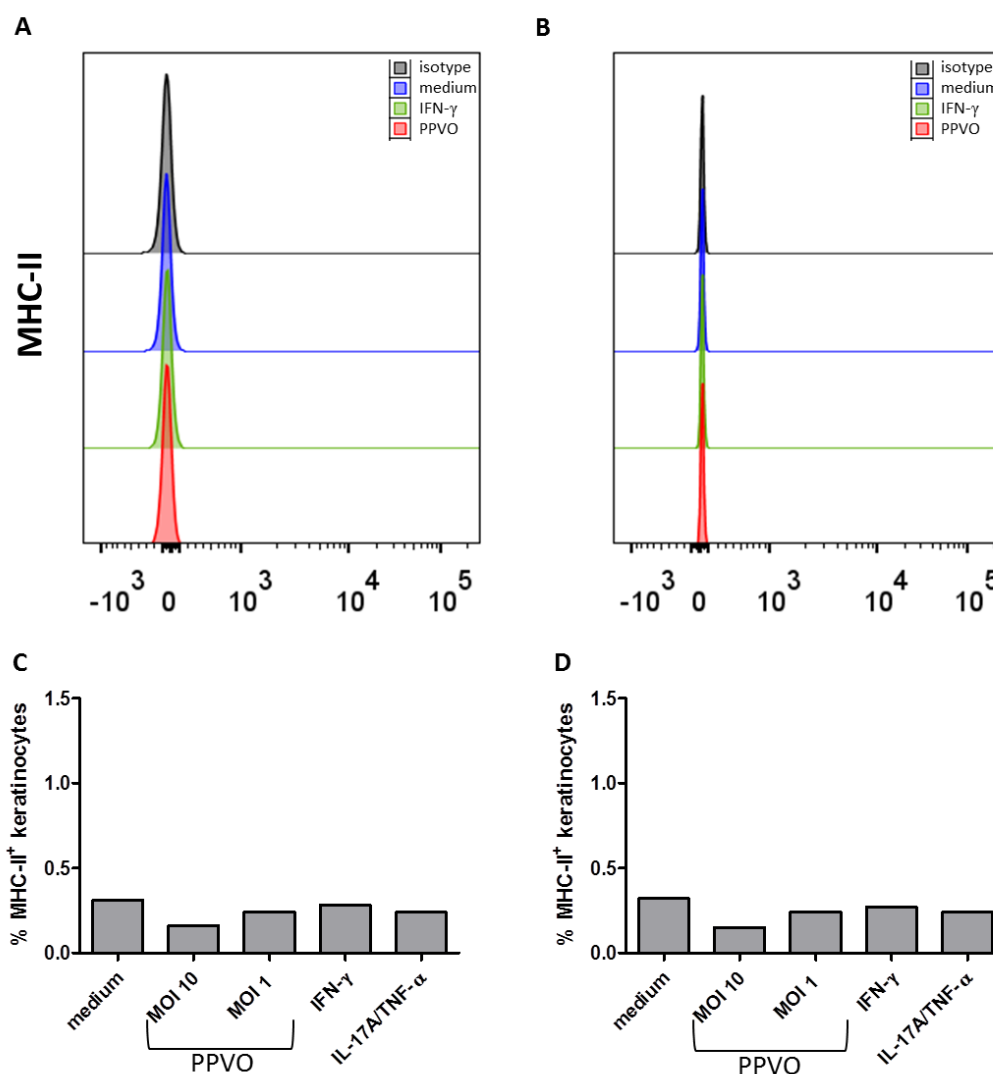 A
B
isotype
medium
IFN-γ
PPVO
isotype
medium
IFN-γ
PPVO
MHC-II
-10³ 0 10³ 10⁴ 10⁵
-10³ 0 10³ 10⁴ 10⁵
C
D
% MHC-II⁺ keratinocytes
1.5
1.0
0.5
0.0
medium
MOI 10
MOI 1
IFN-γ
IL-17A/TNF-α
PPVO
% MHC-II⁺ keratinocytes
1.5
1.0
0.5
0.0
medium
MOI 10
MOI 1
IFN-γ
IL-17A/TNF-α
PPVO